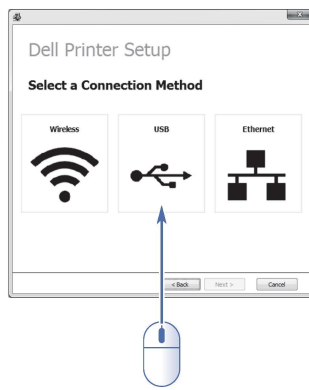 Dell Printer Setup
Select a Connection Method
Wireless USB Ethernet
< Back Next > Cancel